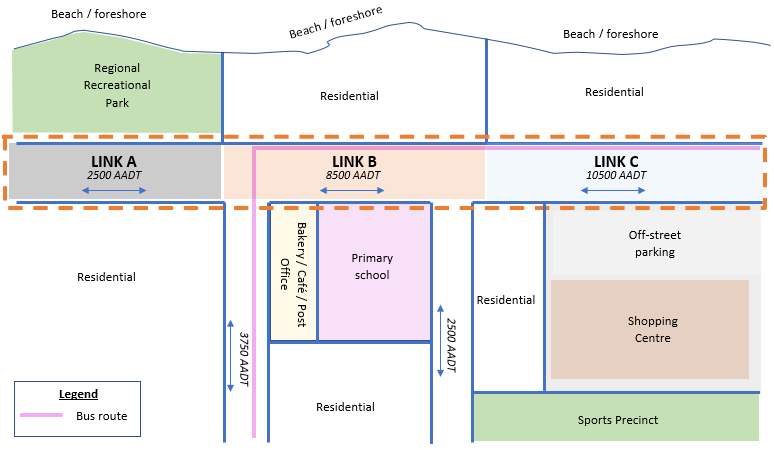 Beach / foreshore
Beach / foreshore
Beach / foreshore
Regional
Recreational
Park
Residential
Residential
LINK A
2500 AADT
LINK B
8500 AADT
LINK C
10500 AADT
Residential
Bakery / Café / Post
Office
Primary
school
Off-street
parking
Residential
Shopping
Centre
3750 AADT
2500 AADT
Legend
Bus route
Residential
Sports Precinct